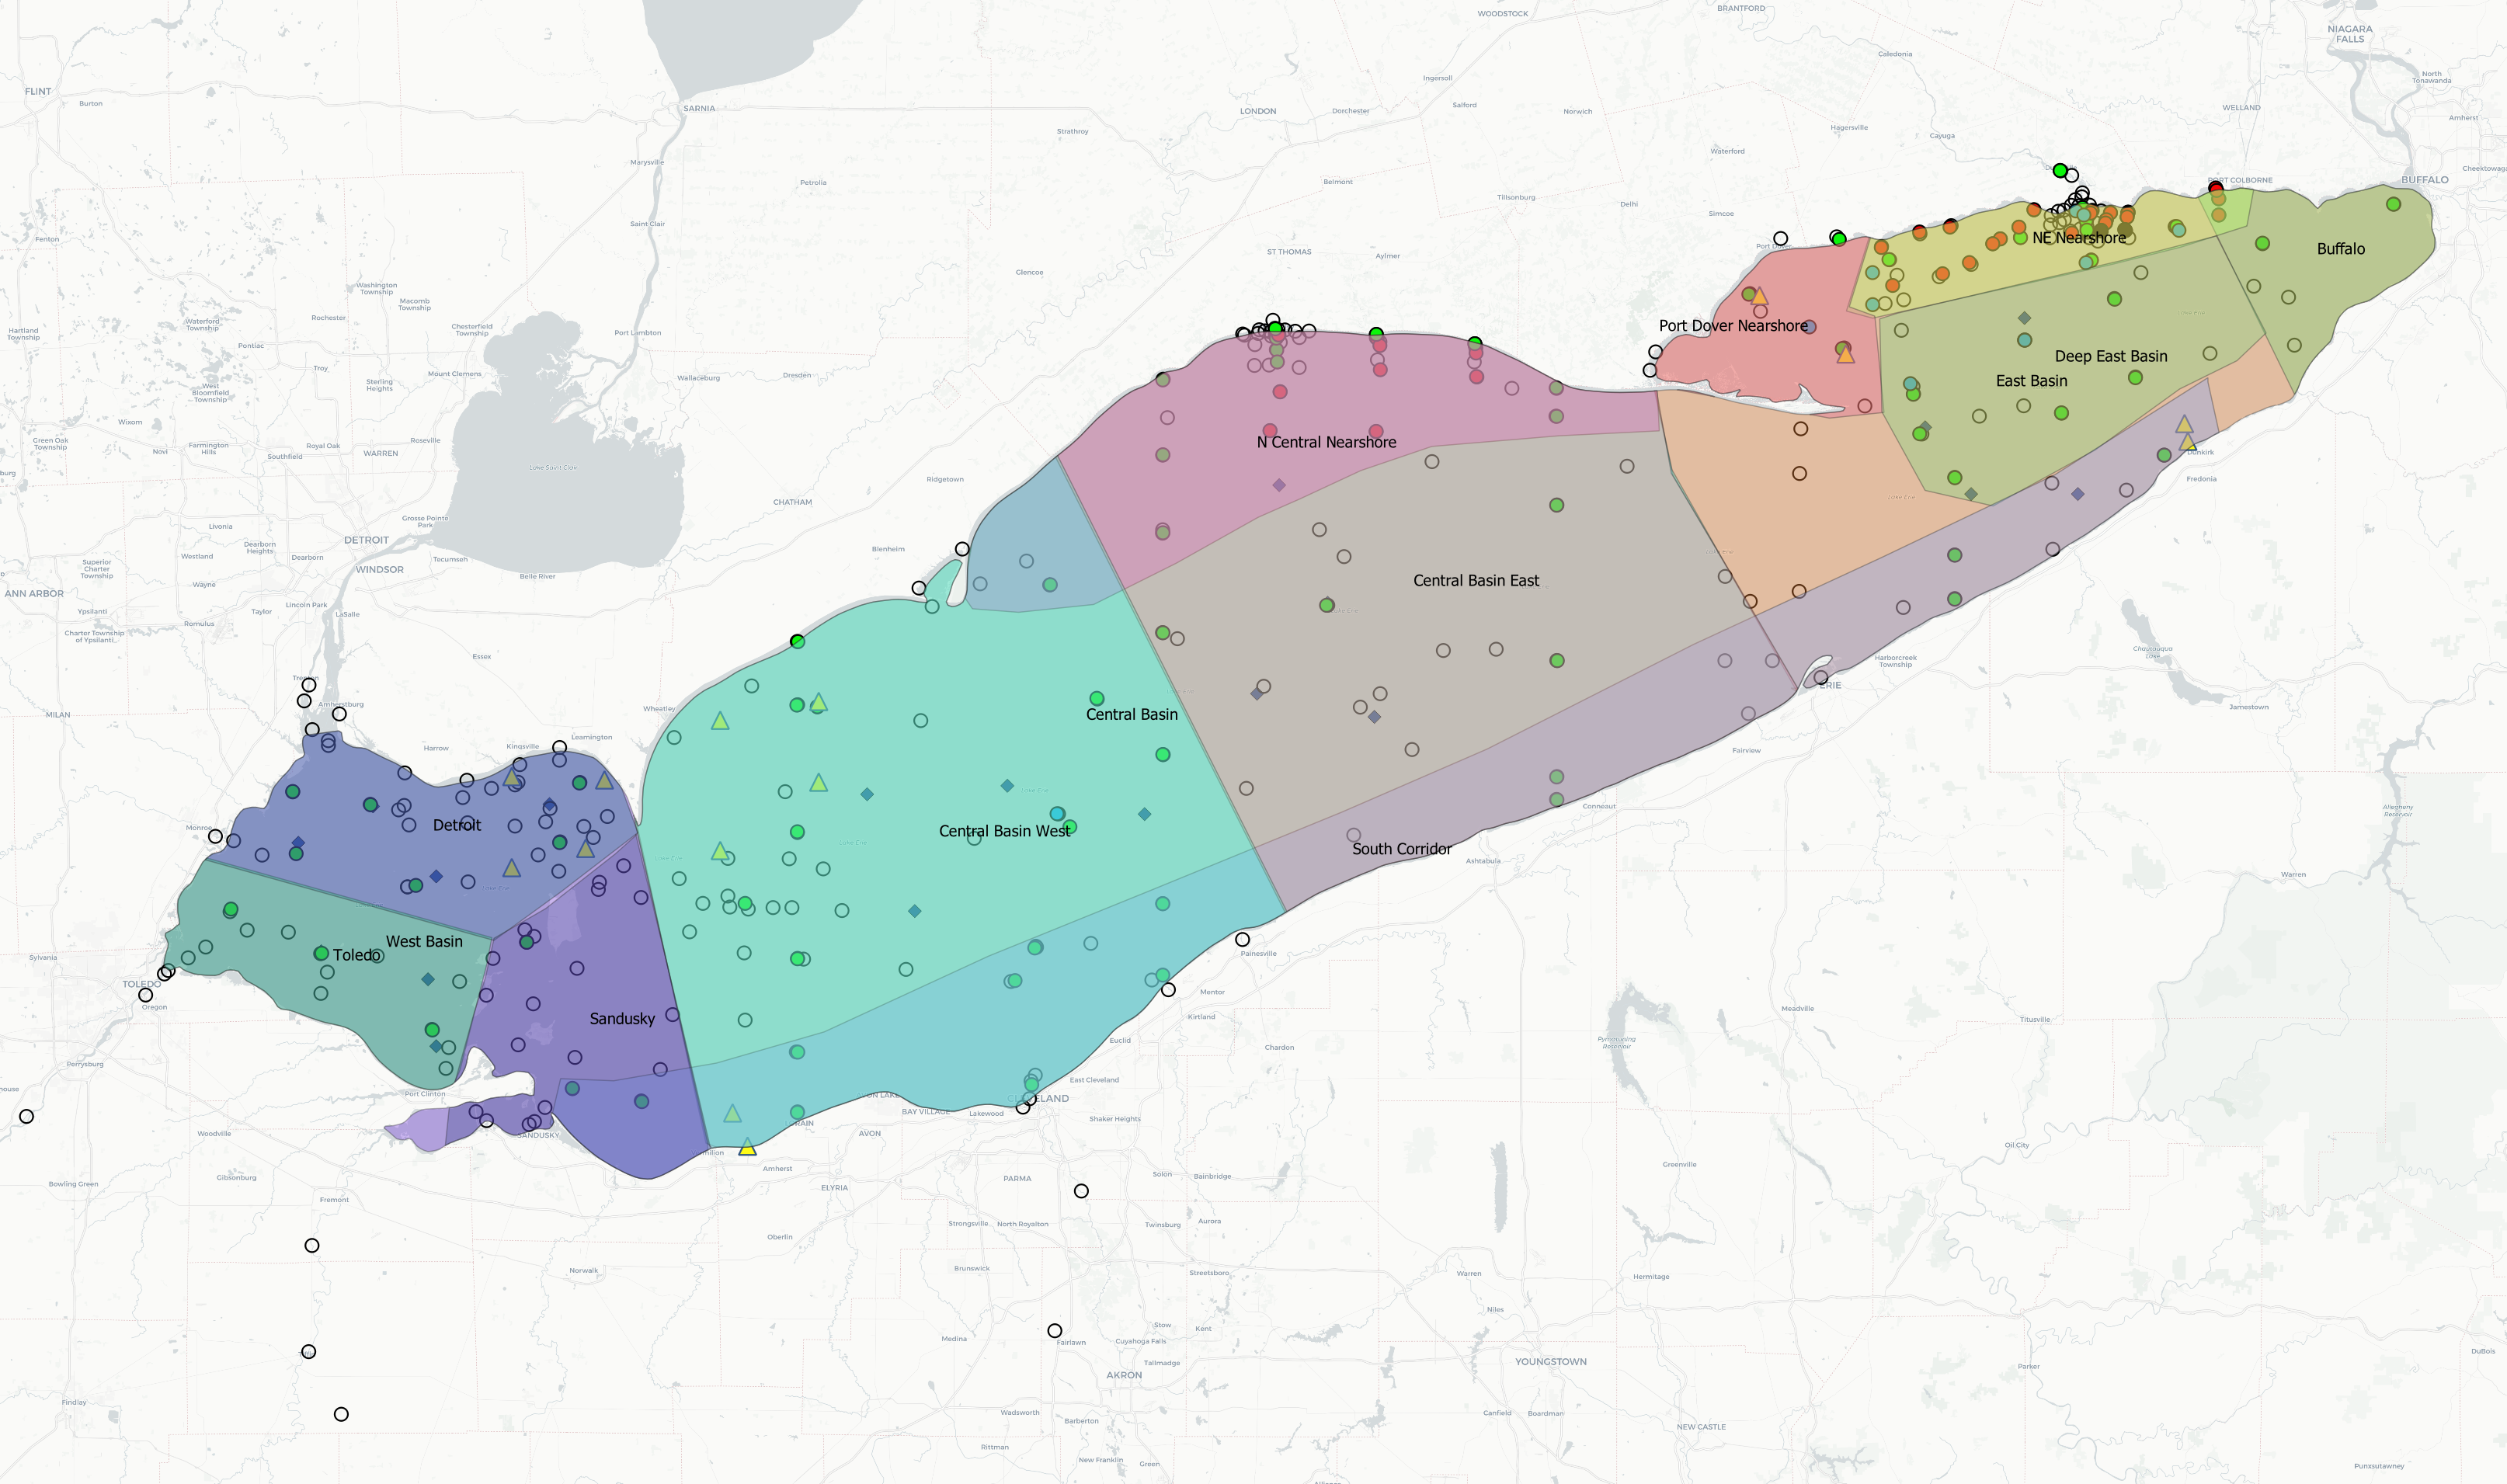 WOODSTOCK
BRANTFORD
NIAGARA
FALLS
Caledonia
North
Tonawanda
FLINT
Burton
Ingersoll
SARNIA
LONDON
Dorchester
Salford
Norwich
WELLAND
Amherst
Strathroy
Hagersville
Cayuga
Marysville
Waterford
Cheektowaga
Petrolia
Belmont
Tillsonburg
Delhi
PORT COLBORNE
BUFFALO
Simcoe
Saint Clair
Fenton
Port Dover
NE Nearshore
Buffalo
ST THOMAS
Aylmer
Glencoe
Washington
Township
Macomb
Township
Hartland
Township
Rochester
Chesterfield
Township
Port Lambton
Port Dover Nearshore
Pontiac
Deep East Basin
East Basin
Troy
Mount Clemens
Wallaceburg
Dresden
West
Bloomfield
Township
Sterling
Heights
Wixom
Roseville
Green Oak
Township
Novi
Farmington
Hills
Royal Oak
WARREN
Southfield
N Central Nearshore
Dunkirk
Lake Saint Clair
Ridgetown
Fredonia
Lake Erie
CHATHAM
Grosse Pointe
Park
Livonia
DETROIT
Blenheim
Dearborn
Heights
Dearborn
Westland
Tecumseh
Superior
Charter
Township
WINDSOR
Belle River
Wayne
Central Basin East
ANN ARBOR
Ypsilanti
Lincoln Park
Taylor
LaSalle
Romulus
Charter Township
of Ypsilanti
Chautauqua
Lake
Essex
Harborcreek
Township
ERIE
Trenton
Amherstburg
Wheatley
Jamestown
MILAN
Central Basin
Leamington
Harrow
Kingsville
Fairview
Lake Erie
Conneaut
Allegheny
Reservoir
Monroe
Detroit
Central Basin West
Lake Erie
South Corridor
Ashtabula
Warren
West Basin
Toledo
Sylvania
Painesville
TOLEDO
Oregon
Mentor
Sandusky
Kirtland
Meadville
Titusville
Euclid
Chardon
Pymatuning
Reservoir
Perrysburg
East Cleveland
Port Clinton
CLEVELAND
BAY VILLAGE
Lakewood
Shaker Heights
Woodville
SANDUSKY
AVON
Oil City
Amherst
Solon
Bainbridge
Greenville
Gibsonburg
PARMA
Bowling Green
ELYRIA
Fremont
Strongsville
North Royalton
Twinsburg
Aurora
Oberlin
Brunswick
Streetsboro
Norwalk
Warren
Hermitage
Niles
Medina
Fairlawn
Stow
Kent
Cuyahoga Falls
Tallmadge
YOUNGSTOWN
DuBois
Parker
AKRON
Findlay
Wadsworth
Barberton
Canfield
Boardman
NEW CASTLE
Rittman
New Franklin
Green
Punxsutawney